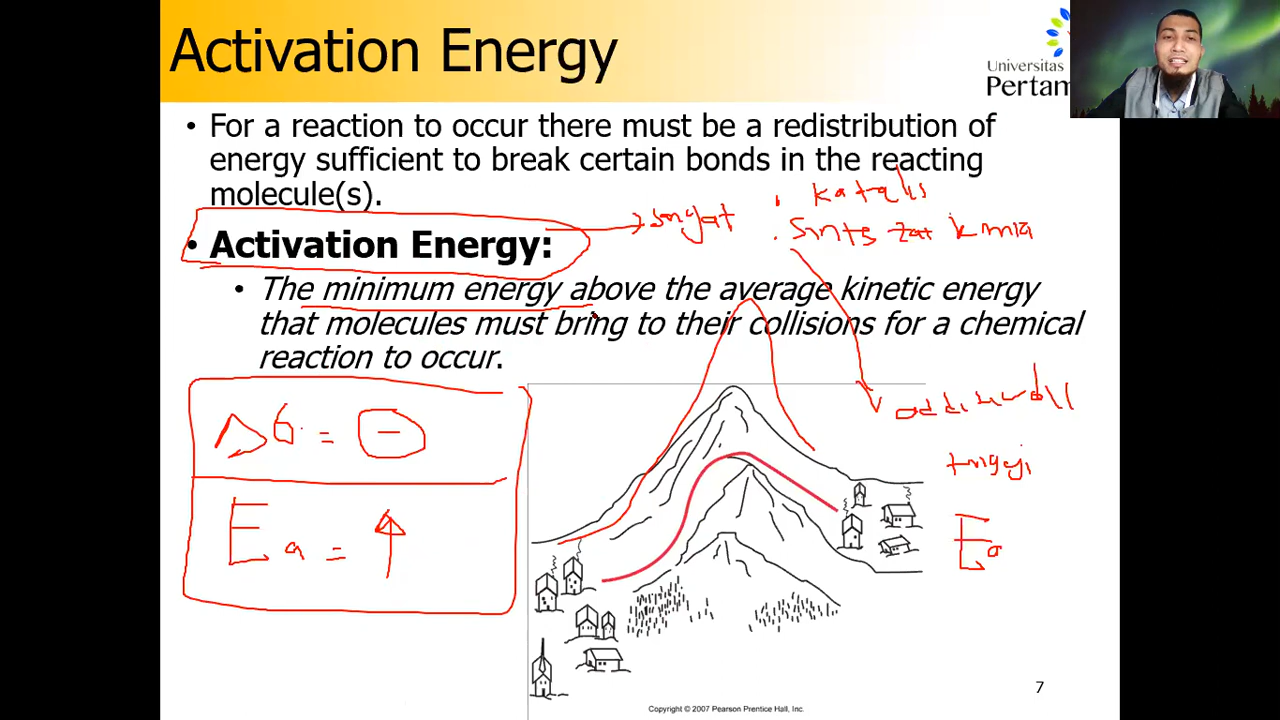 Activation Energy
Universitas
Pertam
• For a reaction to occur there must be a redistribution of
energy sufficient to break certain bonds in the reacting
molecule(s).
• katalis
• Activation Energy:
zat kimia
• The minimum energy above the average kinetic energy
that molecules must bring to their collisions for a chemical
reaction to occur.
ΔG = −
Ea = ↑
Ea
7
Copyright © 2007 Pearson Prentice Hall, Inc.